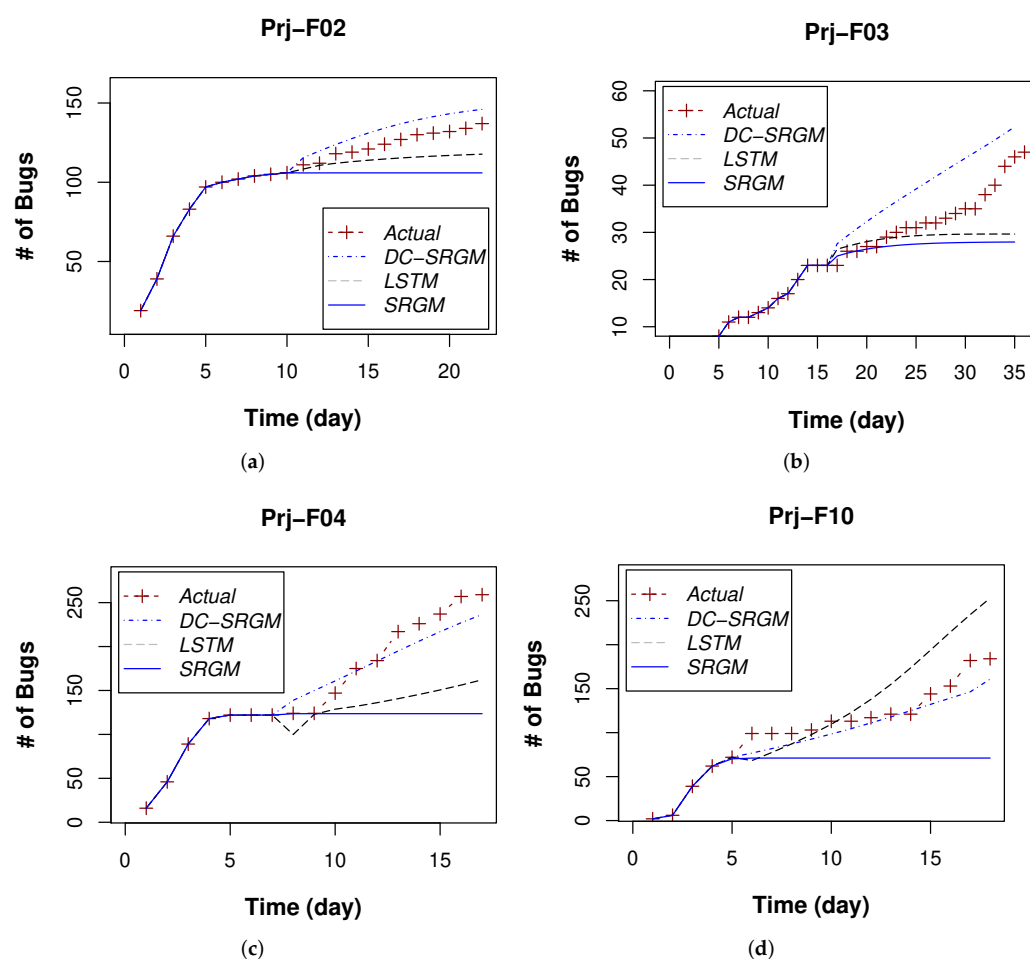 Prj-F02
# of Bugs
150
100
50
Actual
DC-SRGM
LSTM
SRGM
0 5 10 15 20
Time (day)
(a)
Prj-F03
# of Bugs
60
50
40
30
20
10
Actual
DC-SRGM
LSTM
SRGM
0 5 10 15 20 25 30 35
Time (day)
(b)
Prj-F04
# of Bugs
250
150
50
0
Actual
DC-SRGM
LSTM
SRGM
0 5 10 15
Time (day)
(c)
Prj-F10
# of Bugs
250
150
50
0
Actual
DC-SRGM
LSTM
SRGM
0 5 10 15
Time (day)
(d)